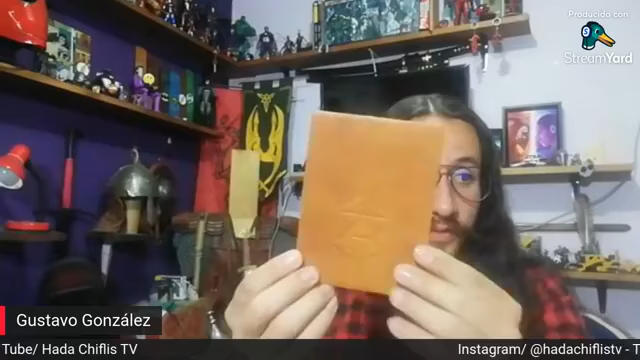 Producido con
StreamYard
Gustavo González
Tube/ Hada Chiflis TV
Instagram/ @hadachiflistv - T